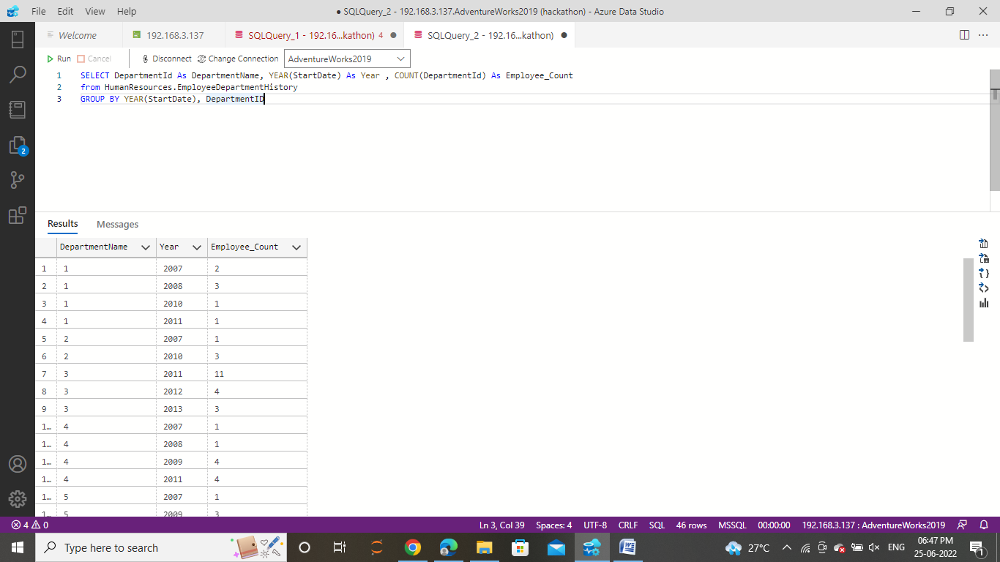 File Edit View Help
● SQLQuery_2 - 192.168.3.137.AdventureWorks2019 (hackathon) - Azure Data Studio
Welcome 192.168.3.137 SQLQuery_1 - 192.16...kathon) 4 SQLQuery_2 - 192.16...kathon)
Run Cancel Disconnect Change Connection AdventureWorks2019
1 SELECT DepartmentId As DepartmentName, YEAR(StartDate) As Year , COUNT(DepartmentId) As Employee_Count
2 from HumanResources.EmployeeDepartmentHistory
3 GROUP BY YEAR(StartDate), DepartmentID
2
Results Messages
DepartmentName Year Employee_Count
1 1 2007 2
2 1 2008 3
3 1 2010 1
4 1 2011 1
5 2 2007 1
6 2 2010 3
7 3 2011 11
8 3 2012 4
9 3 2013 3
1... 4 2007 1
1... 4 2008 1
1... 4 2009 4
1... 4 2011 4
1... 5 2007 1
1... 5 2009 3
4 0 Ln 3, Col 39 Spaces: 4 UTF-8 CRLF SQL 46 rows MSSQL 00:00:00 192.168.3.137 : AdventureWorks2019
Type here to search
27°C ENG
06:47 PM
25-06-2022
1